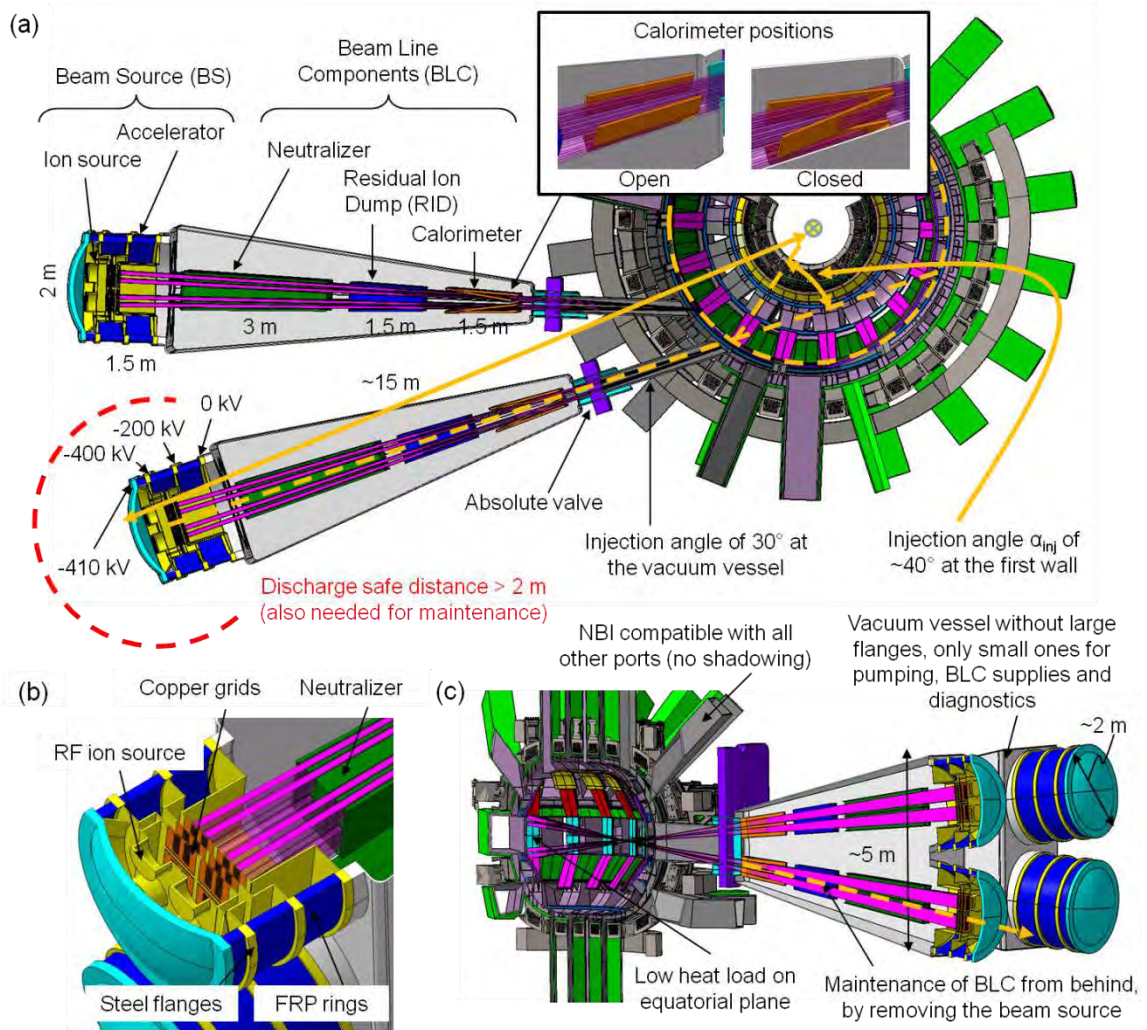 (a)
Calorimeter positions
Open
Closed
Beam Source (BS)
Beam Line
Components (BLC)
Accelerator
Ion source
Neutralizer
Residual Ion
Dump (RID)
Calorimeter
2 m
3 m
1.5 m
1.5 m
1.5 m
~15 m
0 kV
-200 kV
-400 kV
-410 kV
Absolute valve
Injection angle of 30° at
the vacuum vessel
Injection angle αinj of
~40° at the first wall
Discharge safe distance > 2 m
(also needed for maintenance)
(b)
Copper grids
Neutralizer
RF ion source
Steel flanges
FRP rings
(c)
NBI compatible with all
other ports (no shadowing)
Vacuum vessel without large
flanges, only small ones for
pumping, BLC supplies and
diagnostics
~2 m
~5 m
Low heat load on
equatorial plane
Maintenance of BLC from behind,
by removing the beam source